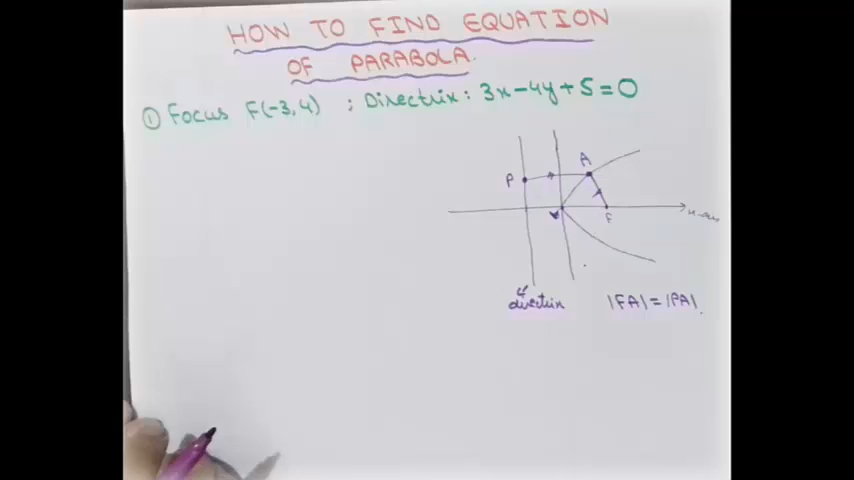 HOW TO FIND EQUATION
OF PARABOLA.
① Focus F(-3,4) ; Directrix: 3x-4y+5=0
A
P
V
F
directrix
|FA| = |PA|.